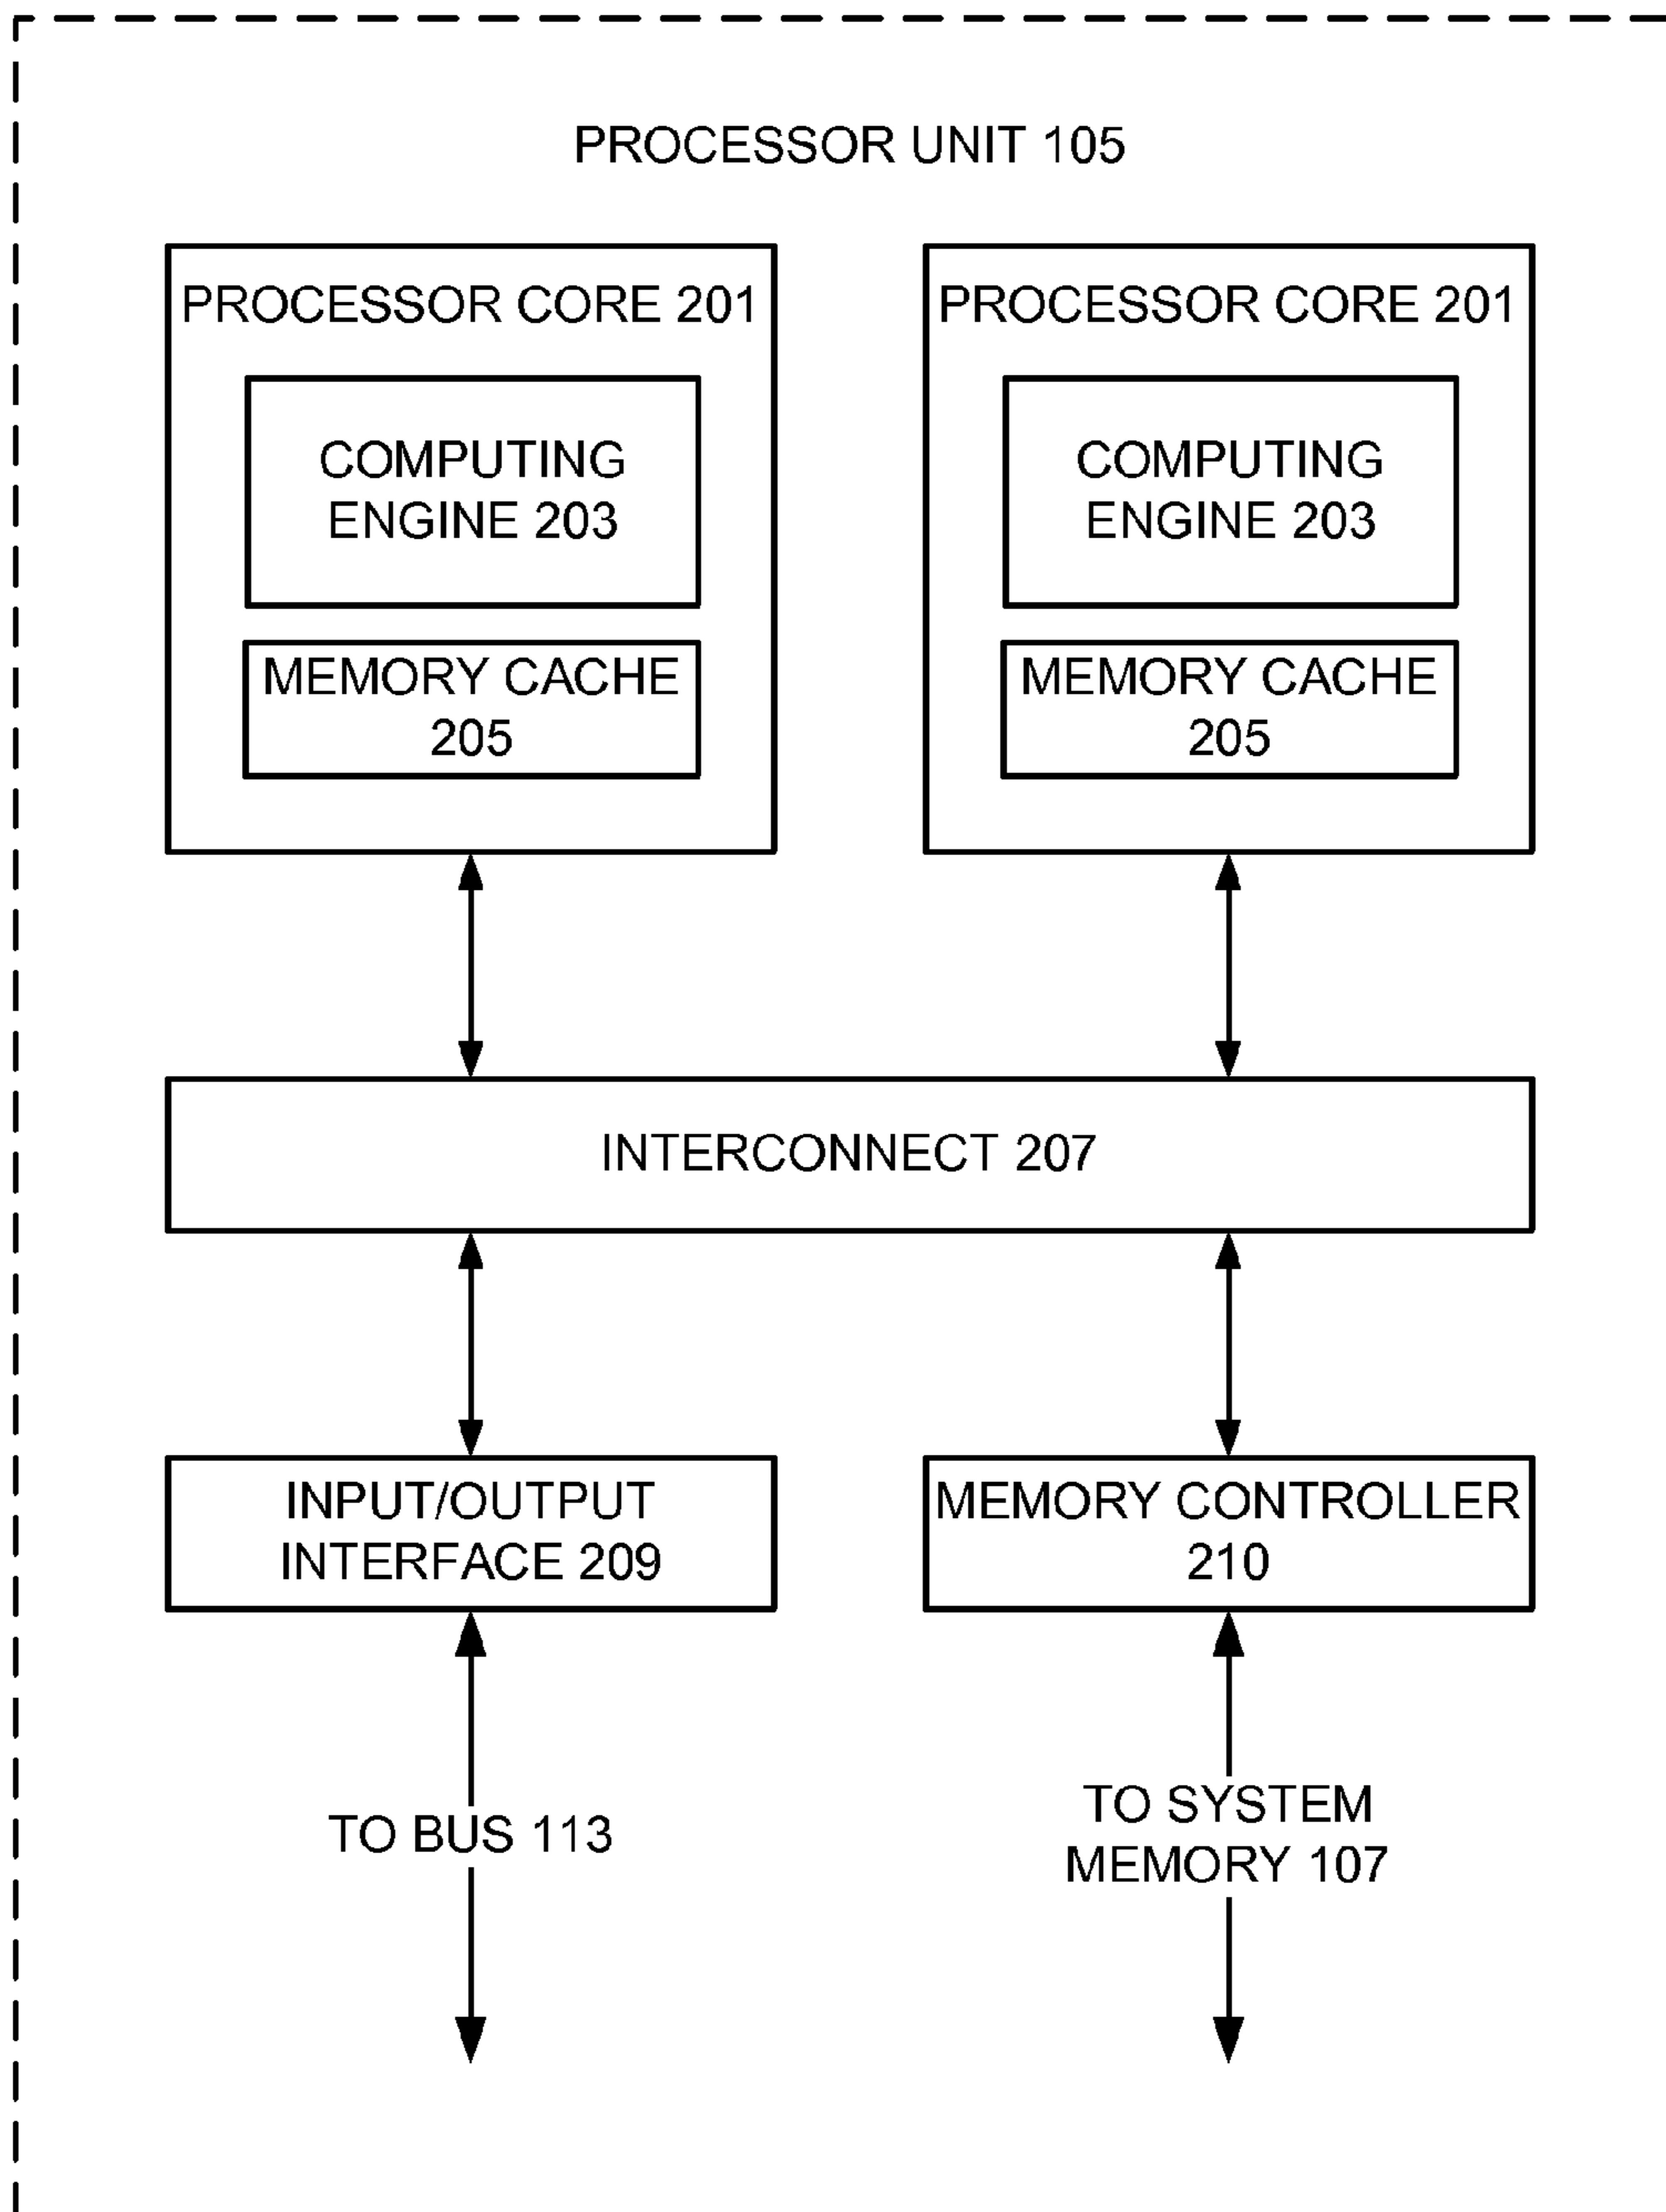 PROCESSOR UNIT 105
PROCESSOR CORE 201
COMPUTING
ENGINE 203
MEMORY CACHE
205
PROCESSOR CORE 201
COMPUTING
ENGINE 203
MEMORY CACHE
205
INTERCONNECT 207
INPUT/OUTPUT
INTERFACE 209
MEMORY CONTROLLER
210
TO BUS 113
TO SYSTEM
MEMORY 107